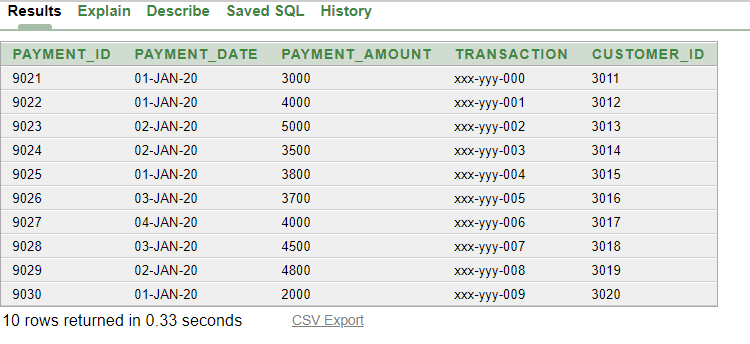 Results Explain Describe Saved SQL History
PAYMENT_ID PAYMENT_DATE PAYMENT_AMOUNT TRANSACTION CUSTOMER_ID
9021 01-JAN-20 3000 xxx-yyy-000 3011
9022 01-JAN-20 4000 xxx-yyy-001 3012
9023 02-JAN-20 5000 xxx-yyy-002 3013
9024 02-JAN-20 3500 xxx-yyy-003 3014
9025 01-JAN-20 3800 xxx-yyy-004 3015
9026 03-JAN-20 3700 xxx-yyy-005 3016
9027 04-JAN-20 4000 xxx-yyy-006 3017
9028 03-JAN-20 4500 xxx-yyy-007 3018
9029 02-JAN-20 4800 xxx-yyy-008 3019
9030 01-JAN-20 2000 xxx-yyy-009 3020
10 rows returned in 0.33 seconds CSV Export